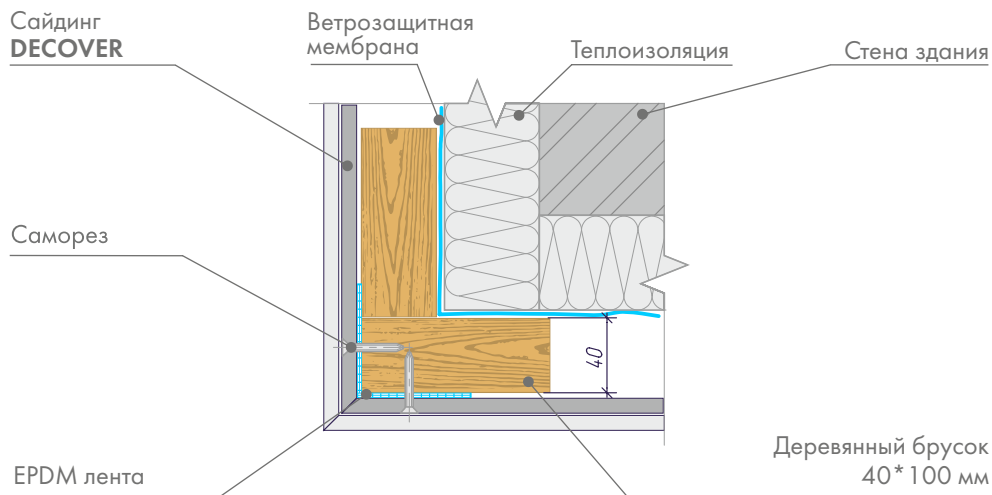 Сайдинг
DECOVER
Ветрозащитная
мембрана
Теплоизоляция
Стена здания
Саморез
40
EPDM лента
Деревянный брусок
40*100 мм